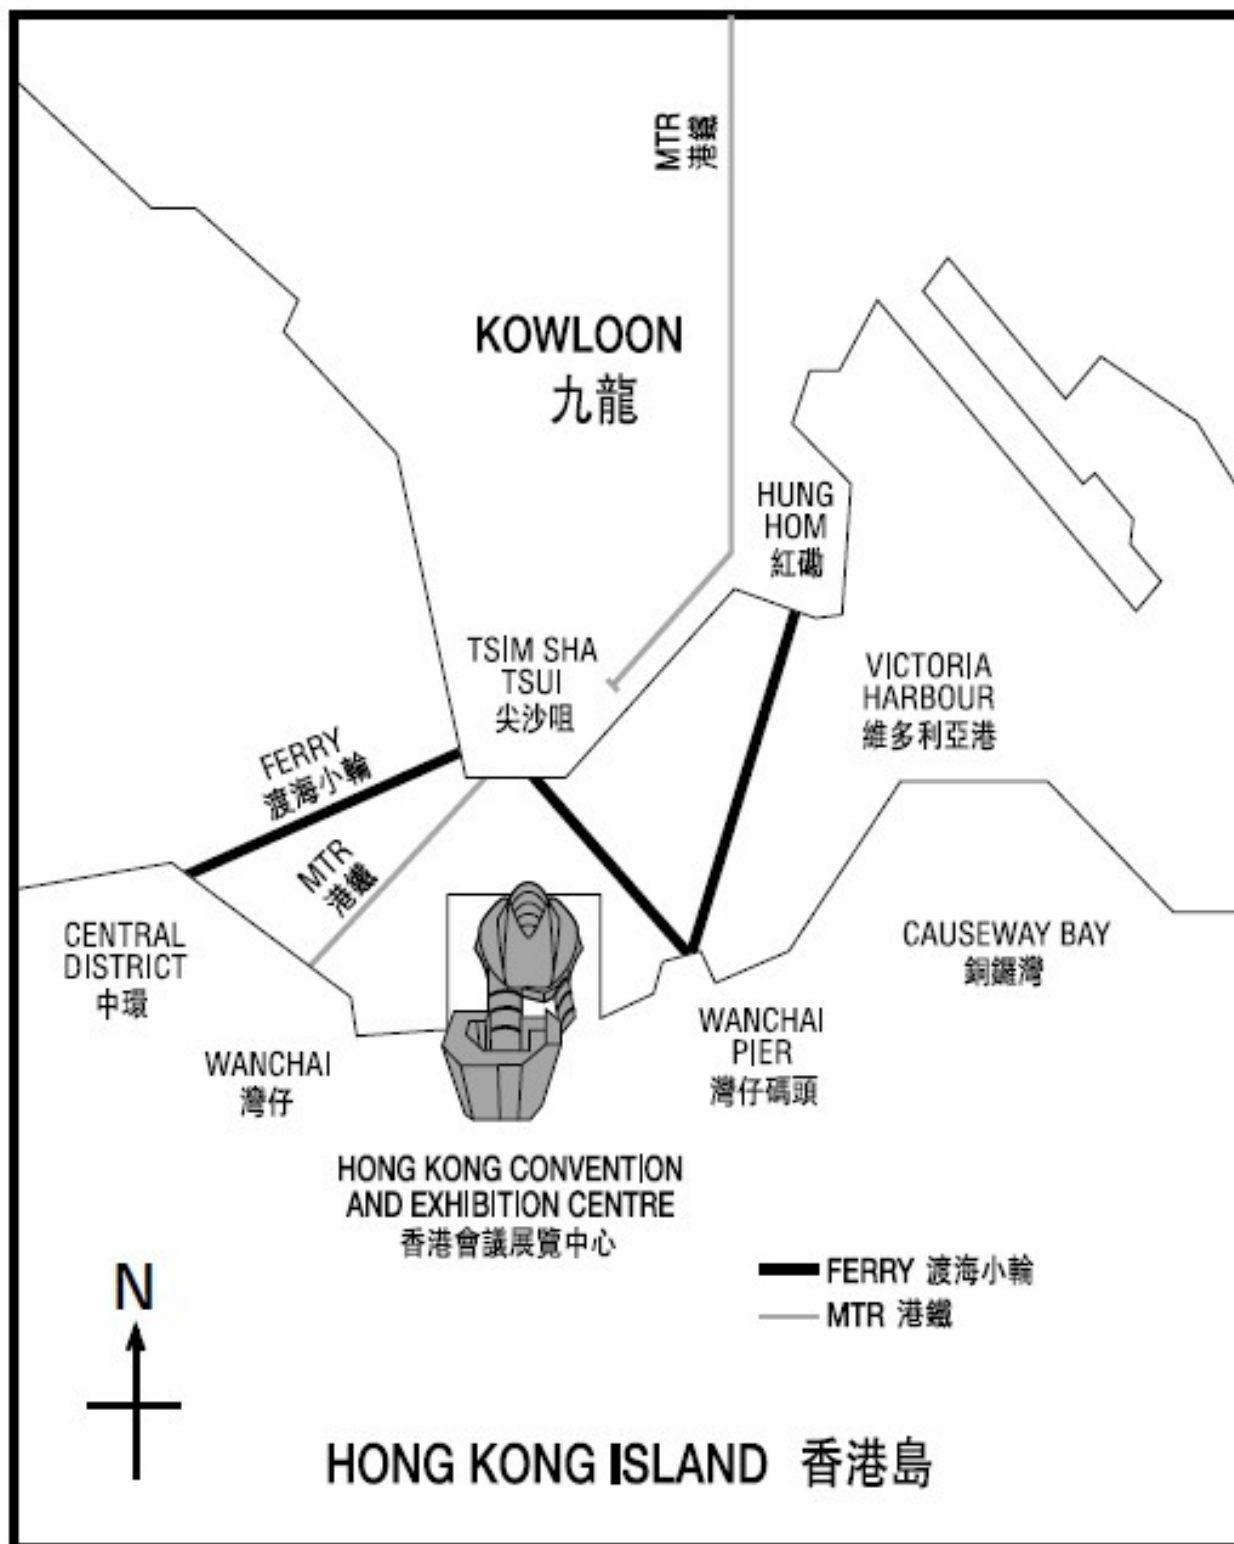 MTR
港鐵
KOWLOON
九龍
HUNG
HOM
紅磡
TSIM SHA
TSUI
尖沙咀
VICTORIA
HARBOUR
維多利亞港
FERRY
渡海小輪
MTR
港鐵
CENTRAL
DISTRICT
中環
CAUSEWAY BAY
銅鑼灣
WANCHAI
灣仔
WANCHAI
PIER
灣仔碼頭
HONG KONG CONVENTION
AND EXHIBITION CENTRE
香港會議展覽中心
FERRY 渡海小輪
MTR 港鐵
N
HONG KONG ISLAND 香港島